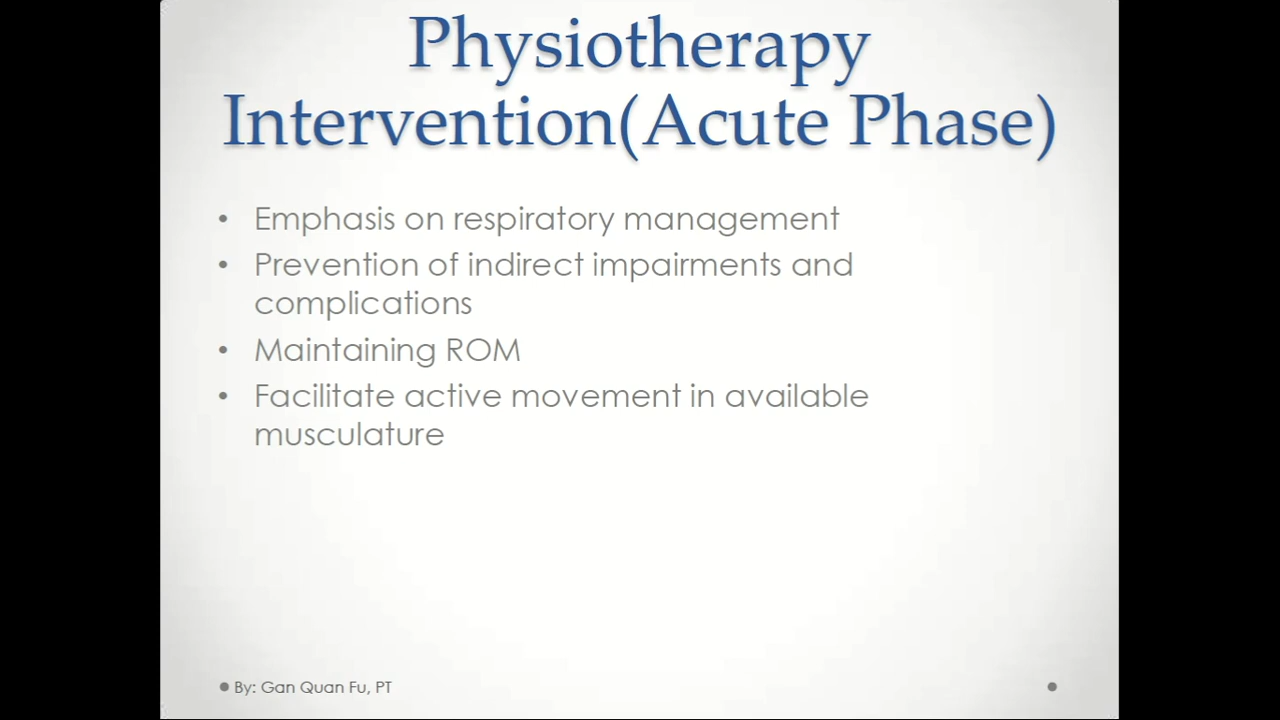 Physiotherapy
Intervention(Acute Phase)
• Emphasis on respiratory management
• Prevention of indirect impairments and
complications
• Maintaining ROM
• Facilitate active movement in available
musculature
By: Gan Quan Fu, PT